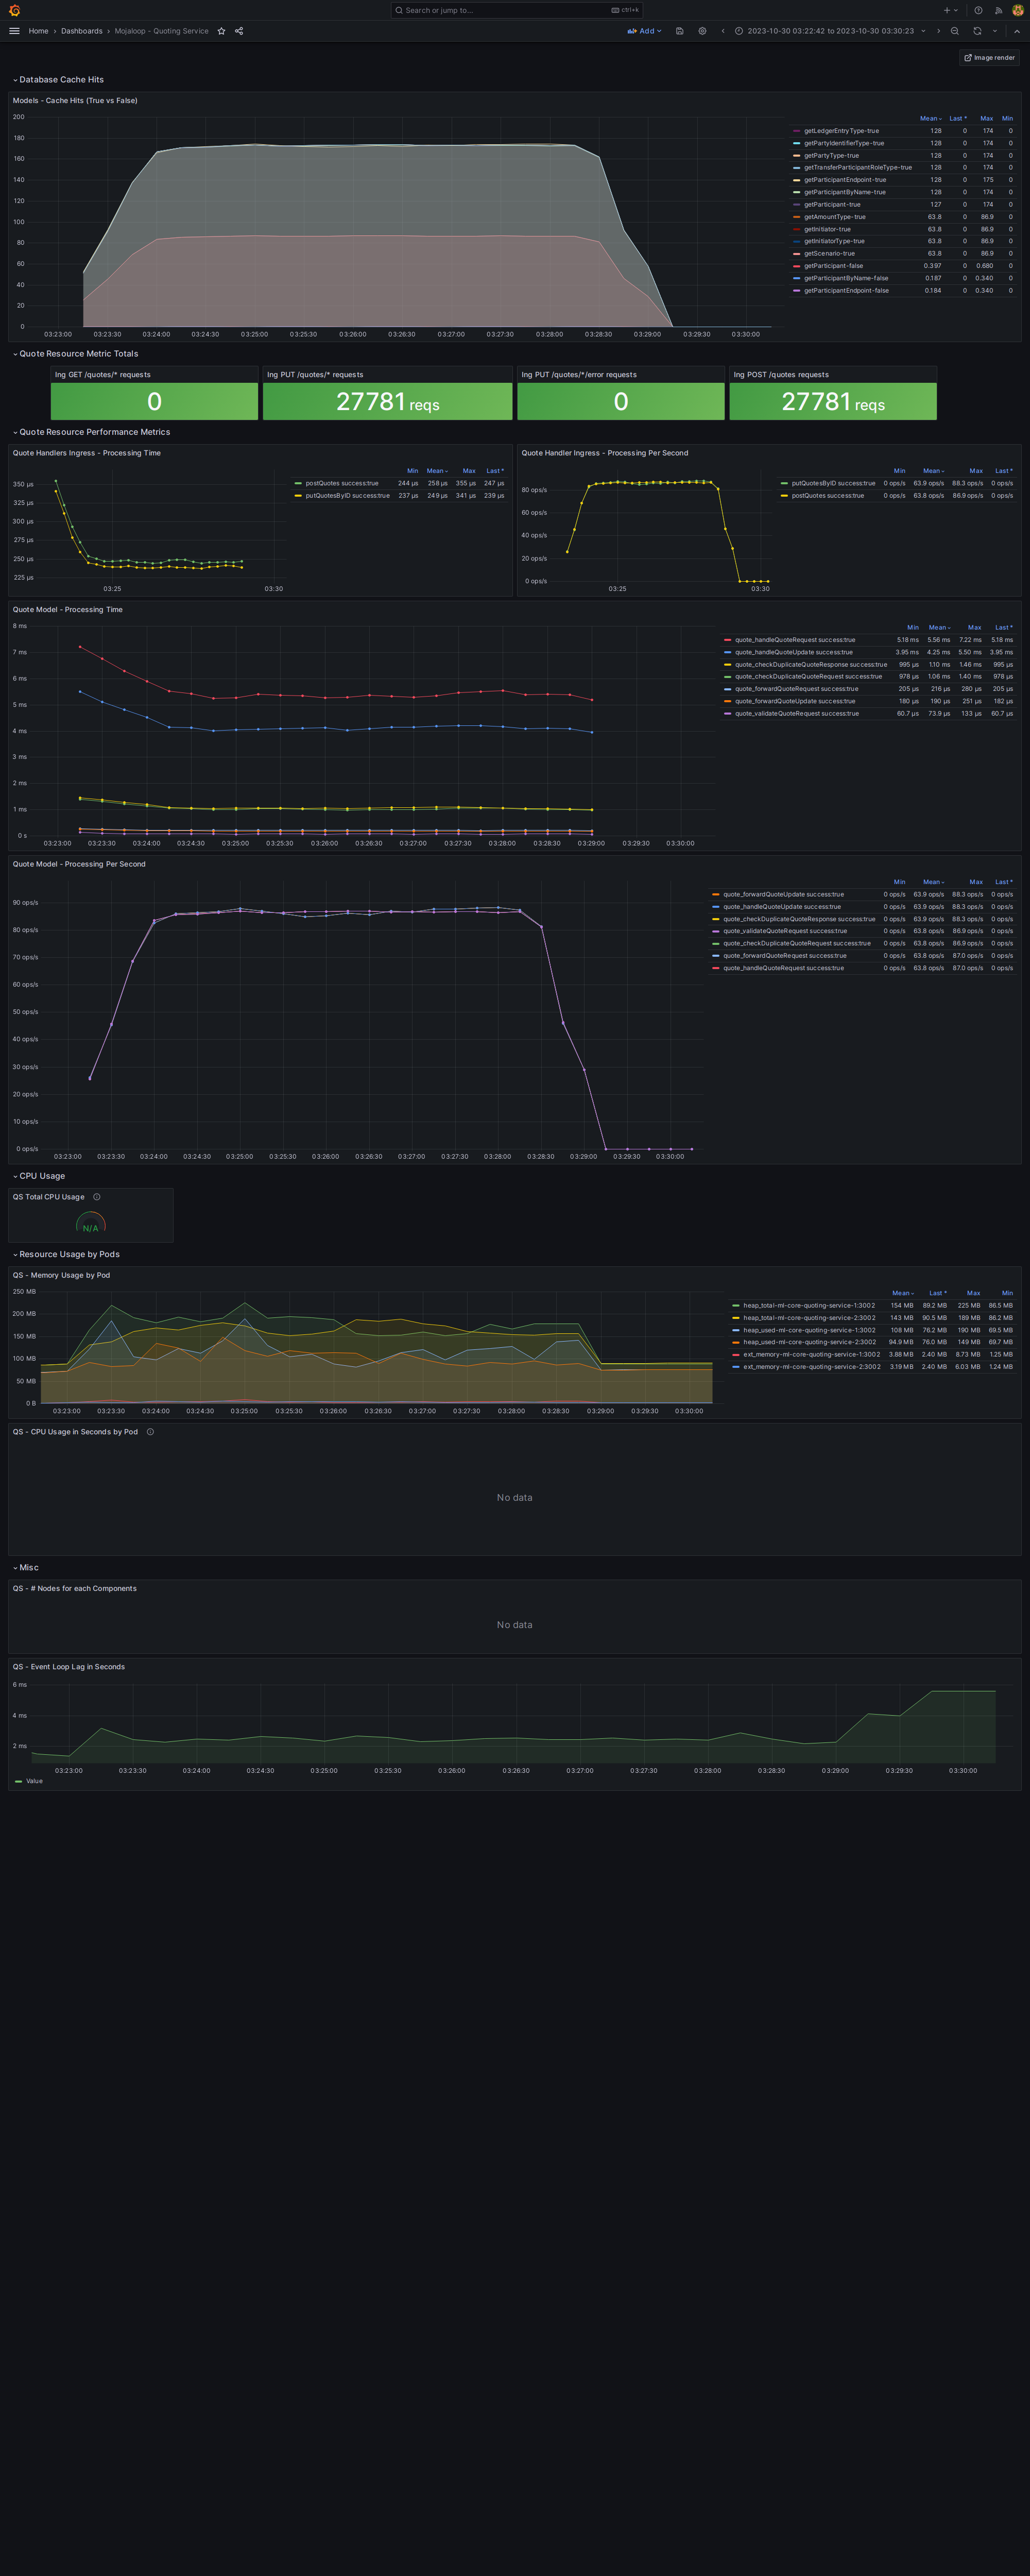 Search or jump to...
ctrl+k
Home › Dashboards › Mojaloop - Quoting Service
Add
2023-10-30 03:22:42 to 2023-10-30 03:30:23
Image render
Database Cache Hits
Models - Cache Hits (True vs False)
200
180
160
140
120
100
80
60
40
20
0
03:23:00 03:23:30 03:24:00 03:24:30 03:25:00 03:25:30 03:26:00 03:26:30 03:27:00 03:27:30 03:28:00 03:28:30 03:29:00 03:29:30 03:30:00
Mean Last * Max Min
getLedgerEntryType-true 128 0 174 0
getPartyIdentifierType-true 128 0 174 0
getPartyType-true 128 0 174 0
getTransferParticipantRoleType-true 128 0 174 0
getParticipantEndpoint-true 128 0 175 0
getParticipantByName-true 128 0 174 0
getParticipant-true 127 0 174 0
getAmountType-true 63.8 0 86.9 0
getInitiator-true 63.8 0 86.9 0
getInitiatorType-true 63.8 0 86.9 0
getScenario-true 63.8 0 86.9 0
getParticipant-false 0.397 0 0.680 0
getParticipantByName-false 0.187 0 0.340 0
getParticipantEndpoint-false 0.184 0 0.340 0
Quote Resource Metric Totals
Ing GET /quotes/* requests
0
Ing PUT /quotes/* requests
27781 reqs
Ing PUT /quotes/*/error requests
0
Ing POST /quotes requests
27781 reqs
Quote Resource Performance Metrics
Quote Handlers Ingress - Processing Time
350 µs
325 µs
300 µs
275 µs
250 µs
225 µs
03:25 03:30
Min Mean Max Last *
postQuotes success:true 244 µs 258 µs 355 µs 247 µs
putQuotesByID success:true 237 µs 249 µs 341 µs 239 µs
Quote Handler Ingress - Processing Per Second
80 ops/s
60 ops/s
40 ops/s
20 ops/s
0 ops/s
03:25 03:30
Min Mean Max Last *
putQuotesByID success:true 0 ops/s 63.9 ops/s 88.3 ops/s 0 ops/s
postQuotes success:true 0 ops/s 63.8 ops/s 86.9 ops/s 0 ops/s
Quote Model - Processing Time
8 ms
7 ms
6 ms
5 ms
4 ms
3 ms
2 ms
1 ms
0 s
03:23:00 03:23:30 03:24:00 03:24:30 03:25:00 03:25:30 03:26:00 03:26:30 03:27:00 03:27:30 03:28:00 03:28:30 03:29:00 03:29:30 03:30:00
Min Mean Max Last *
quote_handleQuoteRequest success:true 5.18 ms 5.56 ms 7.22 ms 5.18 ms
quote_handleQuoteUpdate success:true 3.95 ms 4.25 ms 5.50 ms 3.95 ms
quote_checkDuplicateQuoteResponse success:true 995 µs 1.10 ms 1.46 ms 995 µs
quote_checkDuplicateQuoteRequest success:true 978 µs 1.06 ms 1.40 ms 978 µs
quote_forwardQuoteRequest success:true 205 µs 216 µs 280 µs 205 µs
quote_forwardQuoteUpdate success:true 180 µs 190 µs 251 µs 182 µs
quote_validateQuoteRequest success:true 60.7 µs 73.9 µs 133 µs 60.7 µs
Quote Model - Processing Per Second
90 ops/s
80 ops/s
70 ops/s
60 ops/s
50 ops/s
40 ops/s
30 ops/s
20 ops/s
10 ops/s
0 ops/s
03:23:00 03:23:30 03:24:00 03:24:30 03:25:00 03:25:30 03:26:00 03:26:30 03:27:00 03:27:30 03:28:00 03:28:30 03:29:00 03:29:30 03:30:00
Min Mean Max Last *
quote_forwardQuoteUpdate success:true 0 ops/s 63.9 ops/s 88.3 ops/s 0 ops/s
quote_handleQuoteUpdate success:true 0 ops/s 63.9 ops/s 88.3 ops/s 0 ops/s
quote_checkDuplicateQuoteResponse success:true 0 ops/s 63.9 ops/s 88.3 ops/s 0 ops/s
quote_validateQuoteRequest success:true 0 ops/s 63.8 ops/s 86.9 ops/s 0 ops/s
quote_checkDuplicateQuoteRequest success:true 0 ops/s 63.8 ops/s 86.9 ops/s 0 ops/s
quote_forwardQuoteRequest success:true 0 ops/s 63.8 ops/s 87.0 ops/s 0 ops/s
quote_handleQuoteRequest success:true 0 ops/s 63.8 ops/s 87.0 ops/s 0 ops/s
CPU Usage
QS Total CPU Usage
N/A
Resource Usage by Pods
QS - Memory Usage by Pod
250 MB
200 MB
150 MB
100 MB
50 MB
0 B
03:23:00 03:23:30 03:24:00 03:24:30 03:25:00 03:25:30 03:26:00 03:26:30 03:27:00 03:27:30 03:28:00 03:28:30 03:29:00 03:29:30 03:30:00
Mean Last * Max Min
heap_total-ml-core-quoting-service-1:3002 154 MB 89.2 MB 225 MB 86.5 MB
heap_total-ml-core-quoting-service-2:3002 143 MB 90.5 MB 189 MB 86.2 MB
heap_used-ml-core-quoting-service-1:3002 108 MB 76.2 MB 190 MB 69.5 MB
heap_used-ml-core-quoting-service-2:3002 94.9 MB 76.0 MB 149 MB 69.7 MB
ext_memory-ml-core-quoting-service-1:3002 3.88 MB 2.40 MB 8.73 MB 1.25 MB
ext_memory-ml-core-quoting-service-2:3002 3.19 MB 2.40 MB 6.03 MB 1.24 MB
QS - CPU Usage in Seconds by Pod
No data
Misc
QS - # Nodes for each Components
No data
QS - Event Loop Lag in Seconds
6 ms
4 ms
2 ms
03:23:00 03:23:30 03:24:00 03:24:30 03:25:00 03:25:30 03:26:00 03:26:30 03:27:00 03:27:30 03:28:00 03:28:30 03:29:00 03:29:30 03:30:00
Value